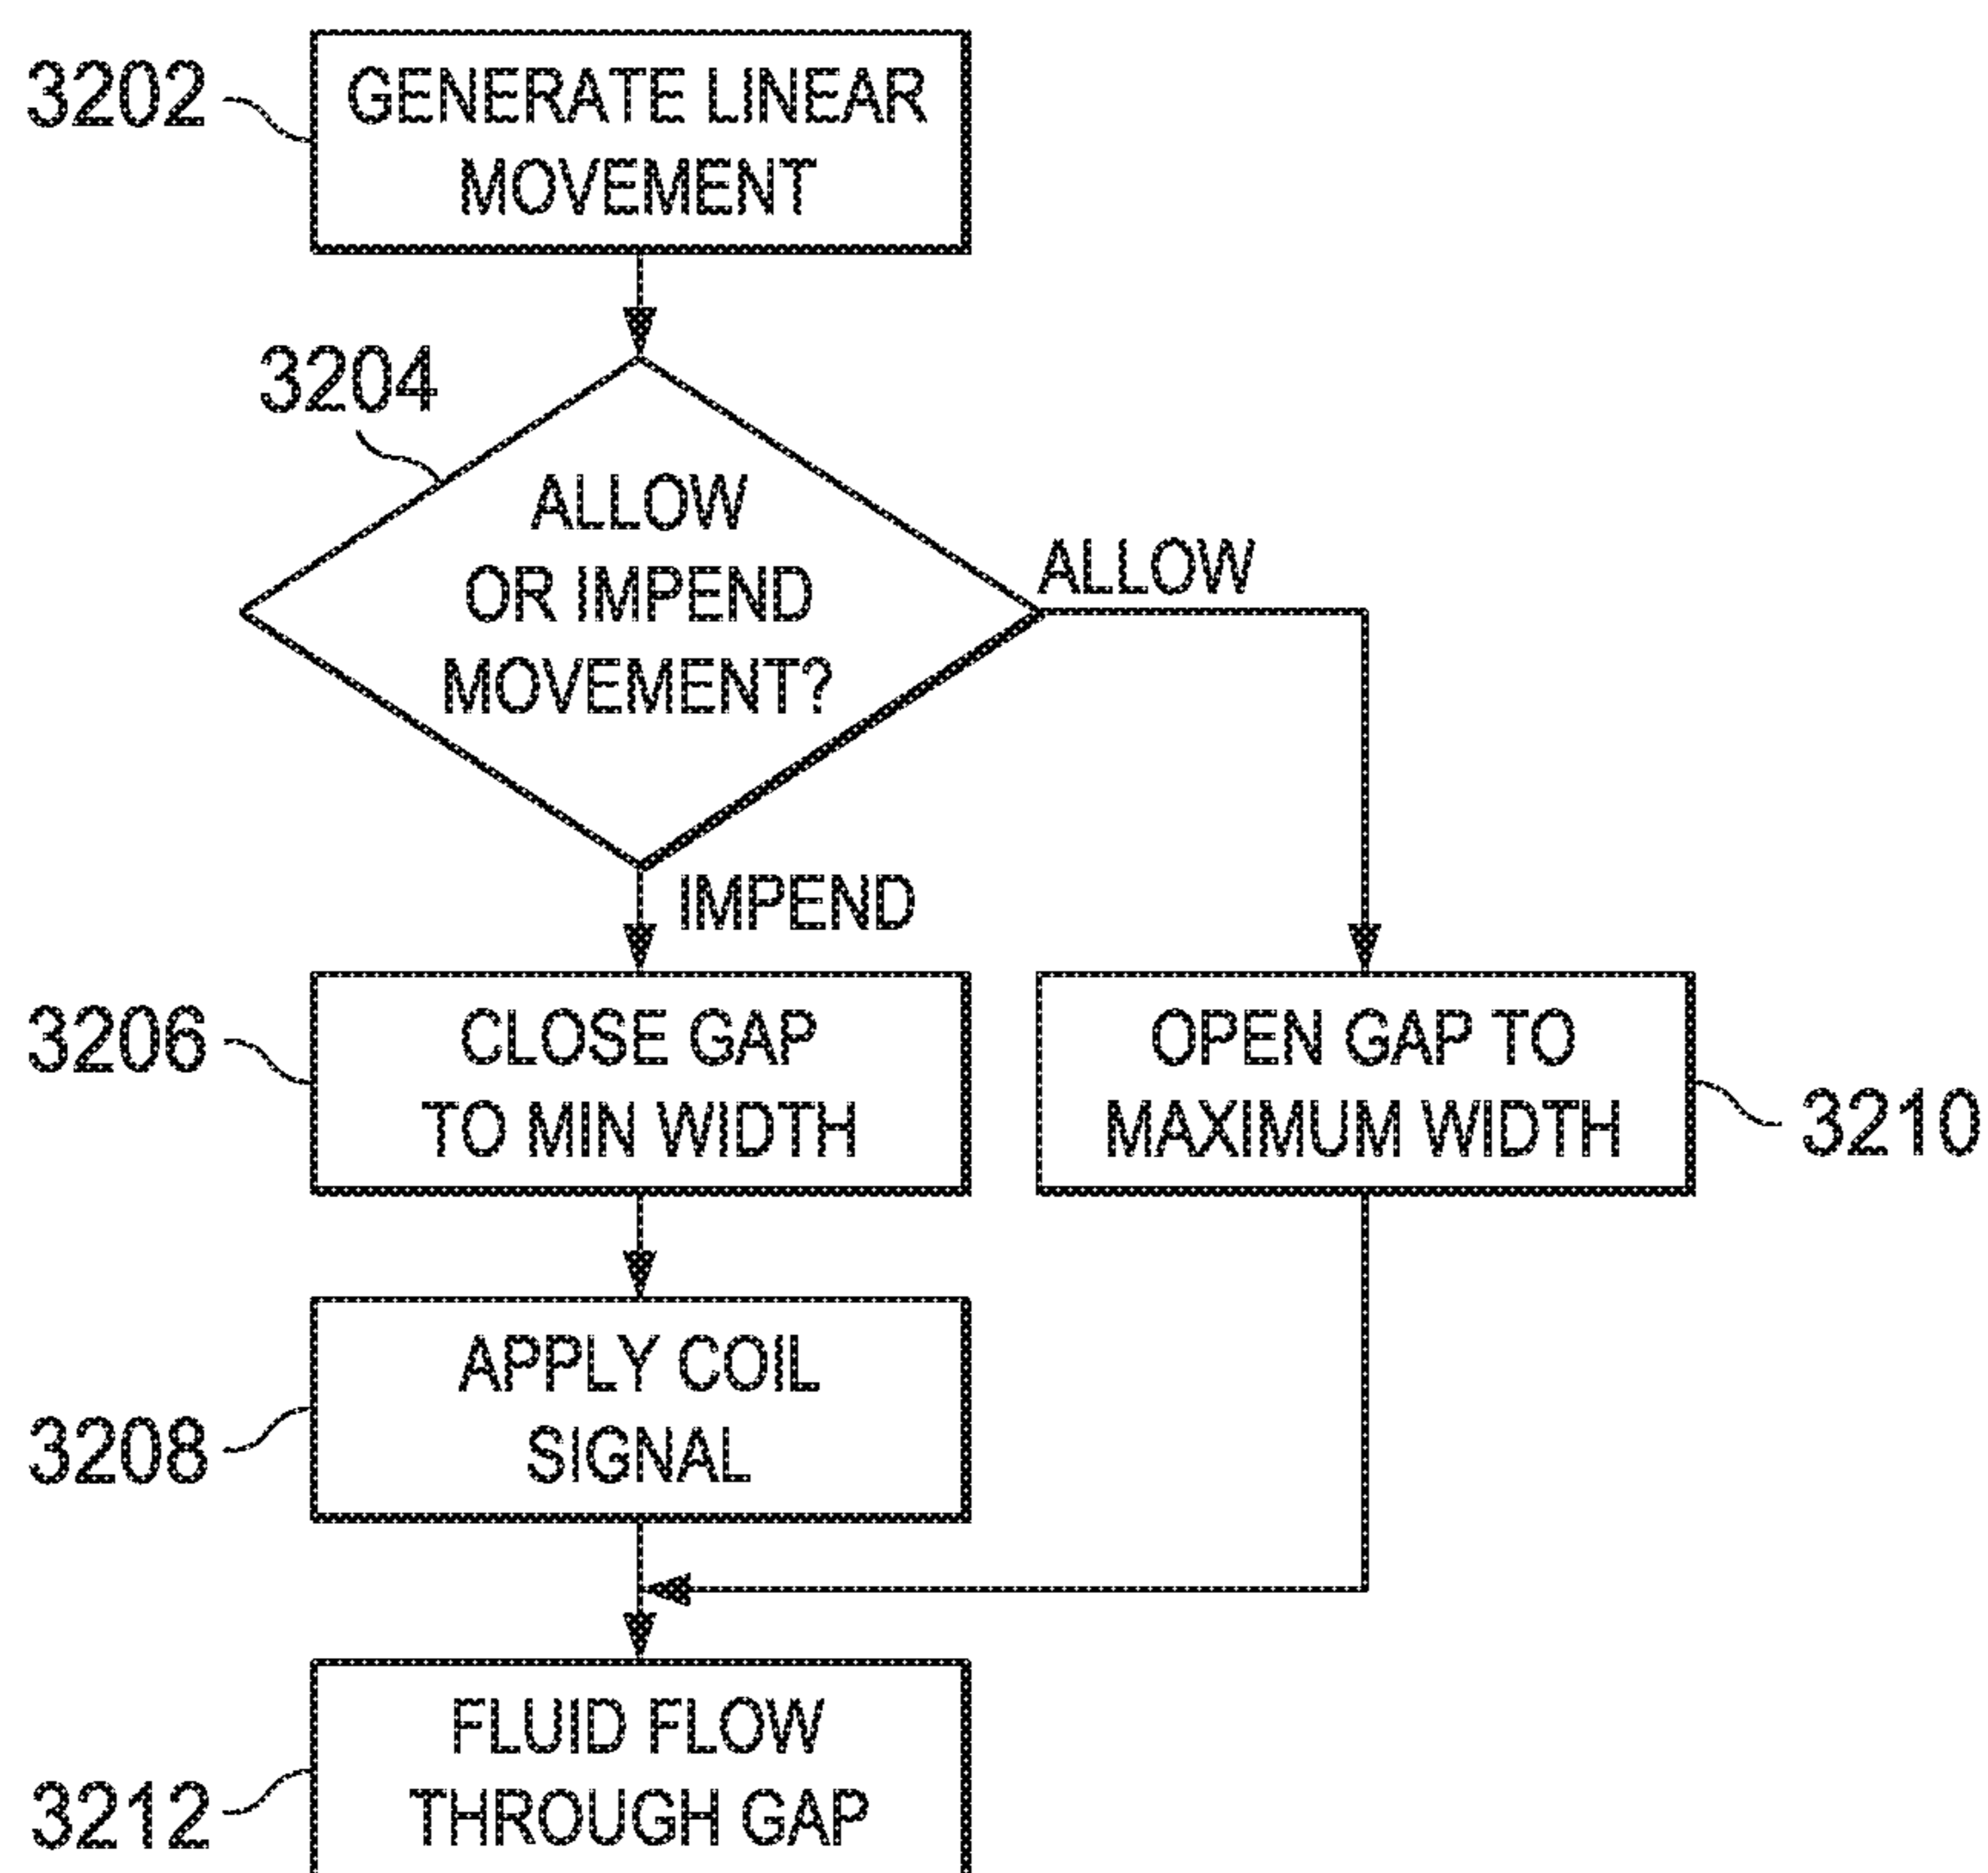 3202
GENERATE LINEAR
MOVEMENT
3204
ALLOW
OR IMPEND
MOVEMENT?
ALLOW
IMPEND
3206
CLOSE GAP
TO MIN WIDTH
OPEN GAP TO
MAXIMUM WIDTH
3210
3208
APPLY COIL
SIGNAL
3212
FLUID FLOW
THROUGH GAP